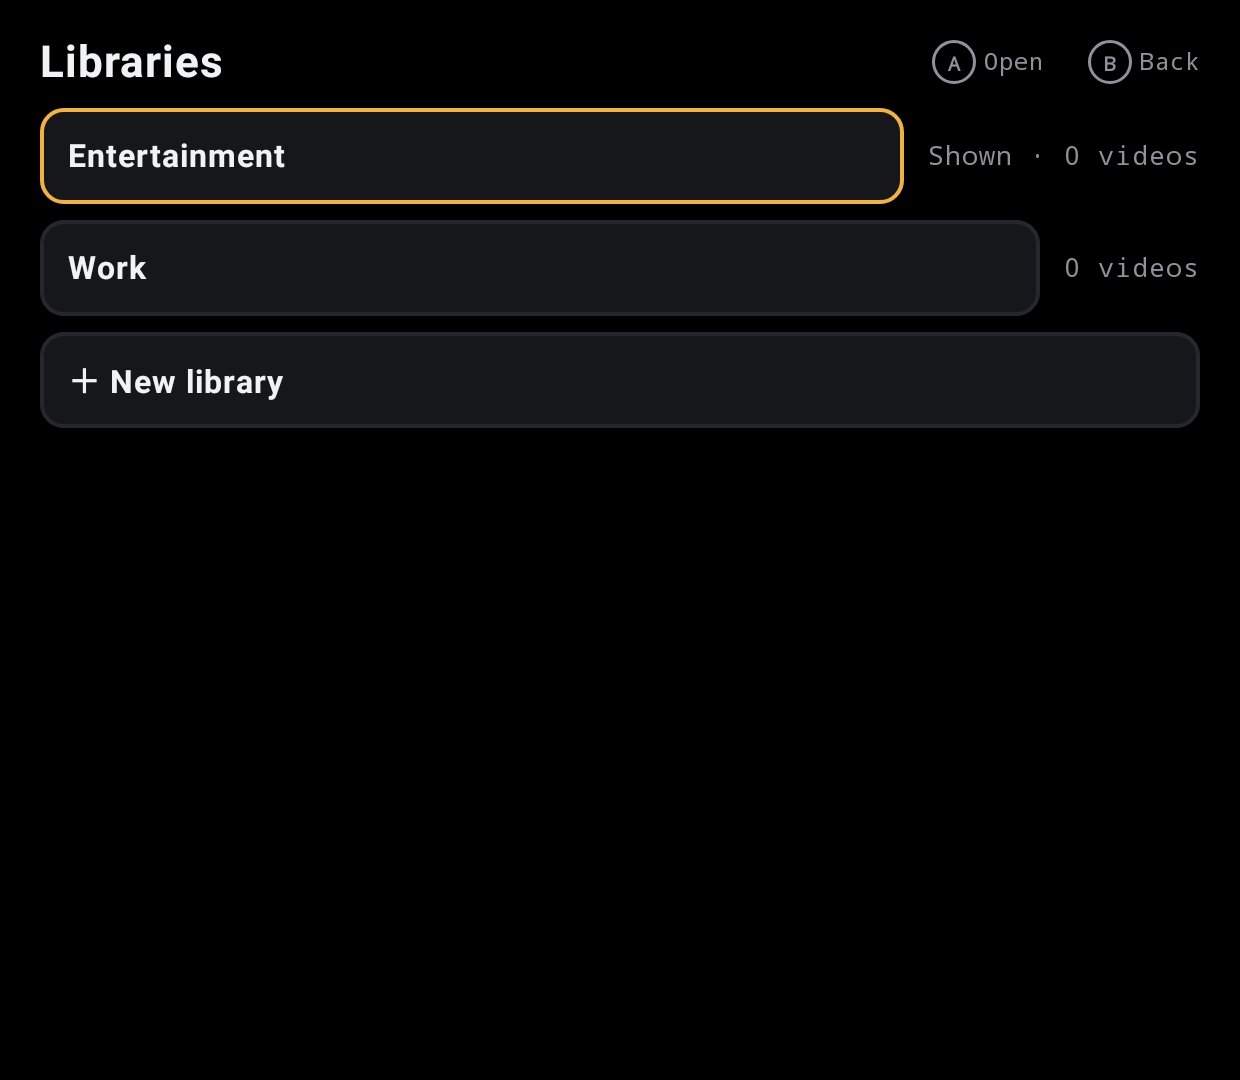 Libraries
A Open B Back
Entertainment Shown · 0 videos
Work 0 videos
+ New library